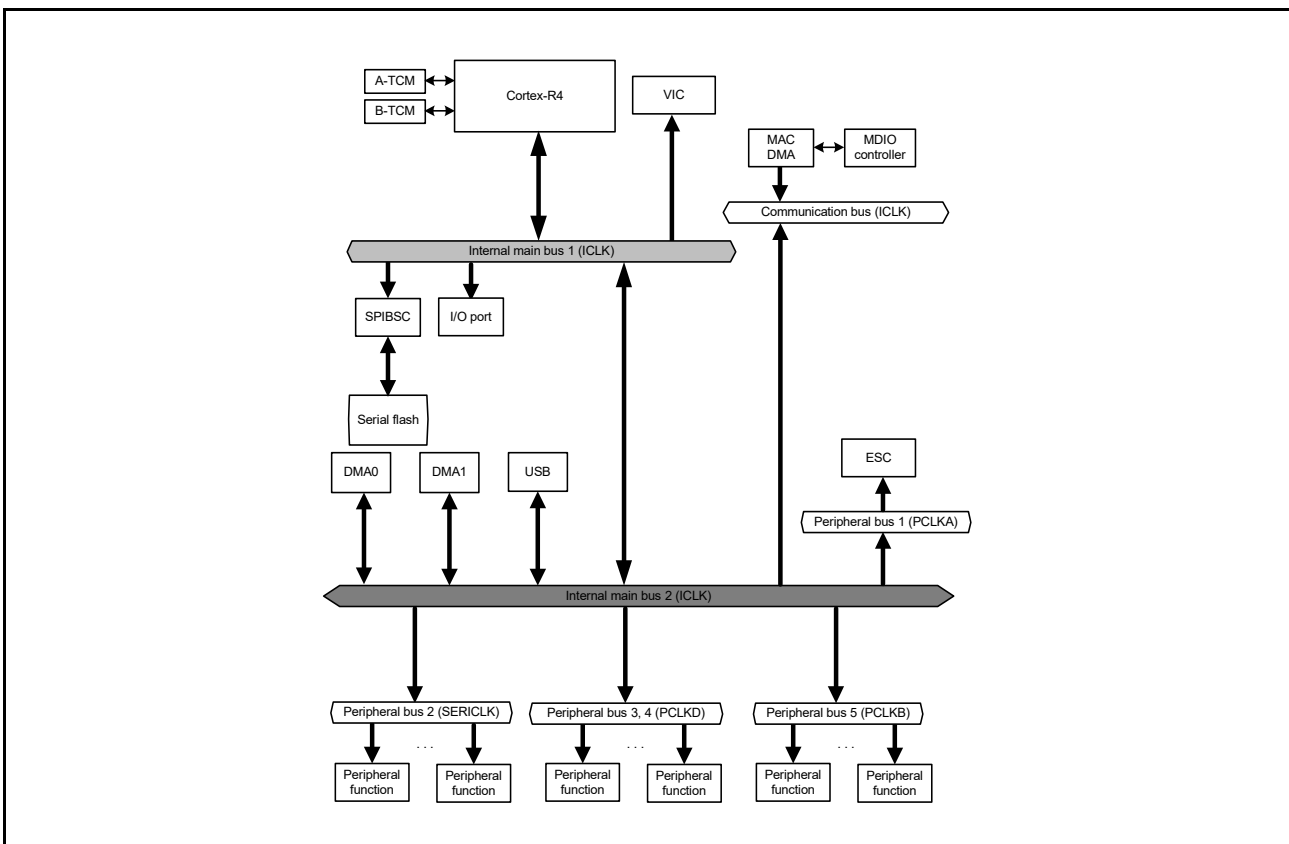 A-TCM
B-TCM
Cortex-R4
VIC
MAC
DMA
MDIO
controller
Communication bus (ICLK)
Internal main bus 1 (ICLK)
SPIBSC
I/O port
Serial flash
DMA0
DMA1
USB
ESC
Peripheral bus 1 (PCLKA)
Internal main bus 2 (ICLK)
Peripheral bus 2 (SERICLK)
Peripheral bus 3, 4 (PCLKD)
Peripheral bus 5 (PCLKB)
. . .
. . .
. . .
Peripheral
function
Peripheral
function
Peripheral
function
Peripheral
function
Peripheral
function
Peripheral
function